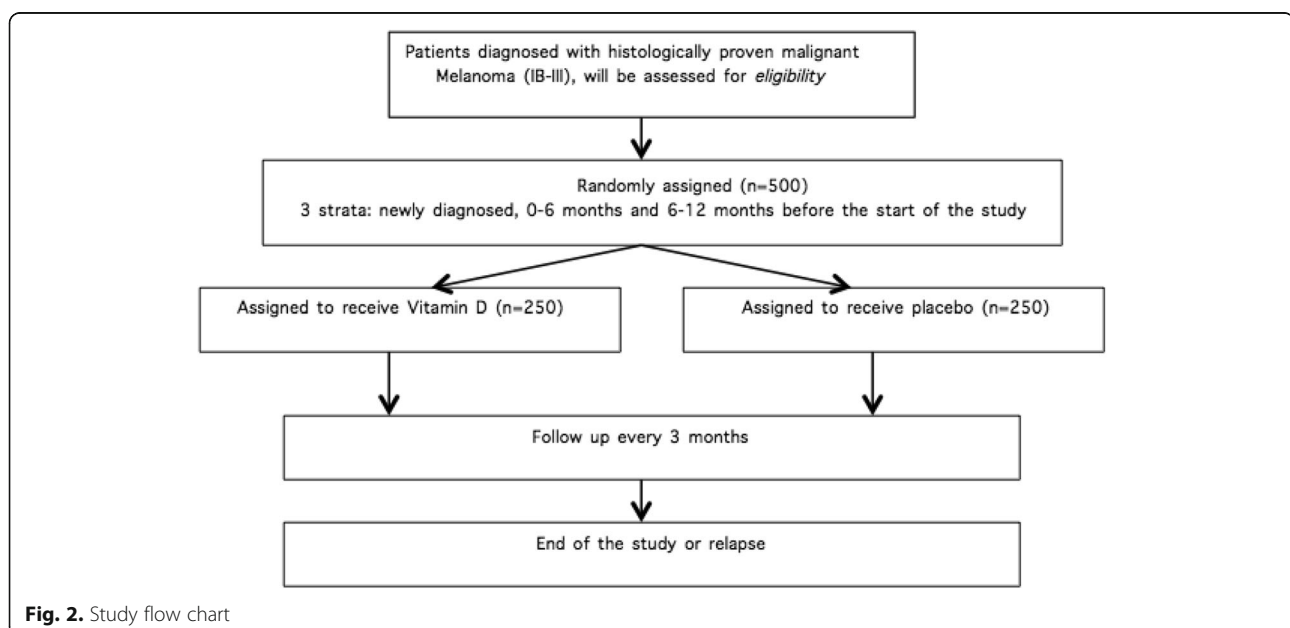 Patients diagnosed with histologically proven malignant
Melanoma (IB-III), will be assessed for eligibility
Randomly assigned (n=500)
3 strata: newly diagnosed, 0-6 months and 6-12 months before the start of the study
Assigned to receive Vitamin D (n=250)
Assigned to receive placebo (n=250)
Follow up every 3 months
End of the study or relapse
Fig. 2. Study flow chart